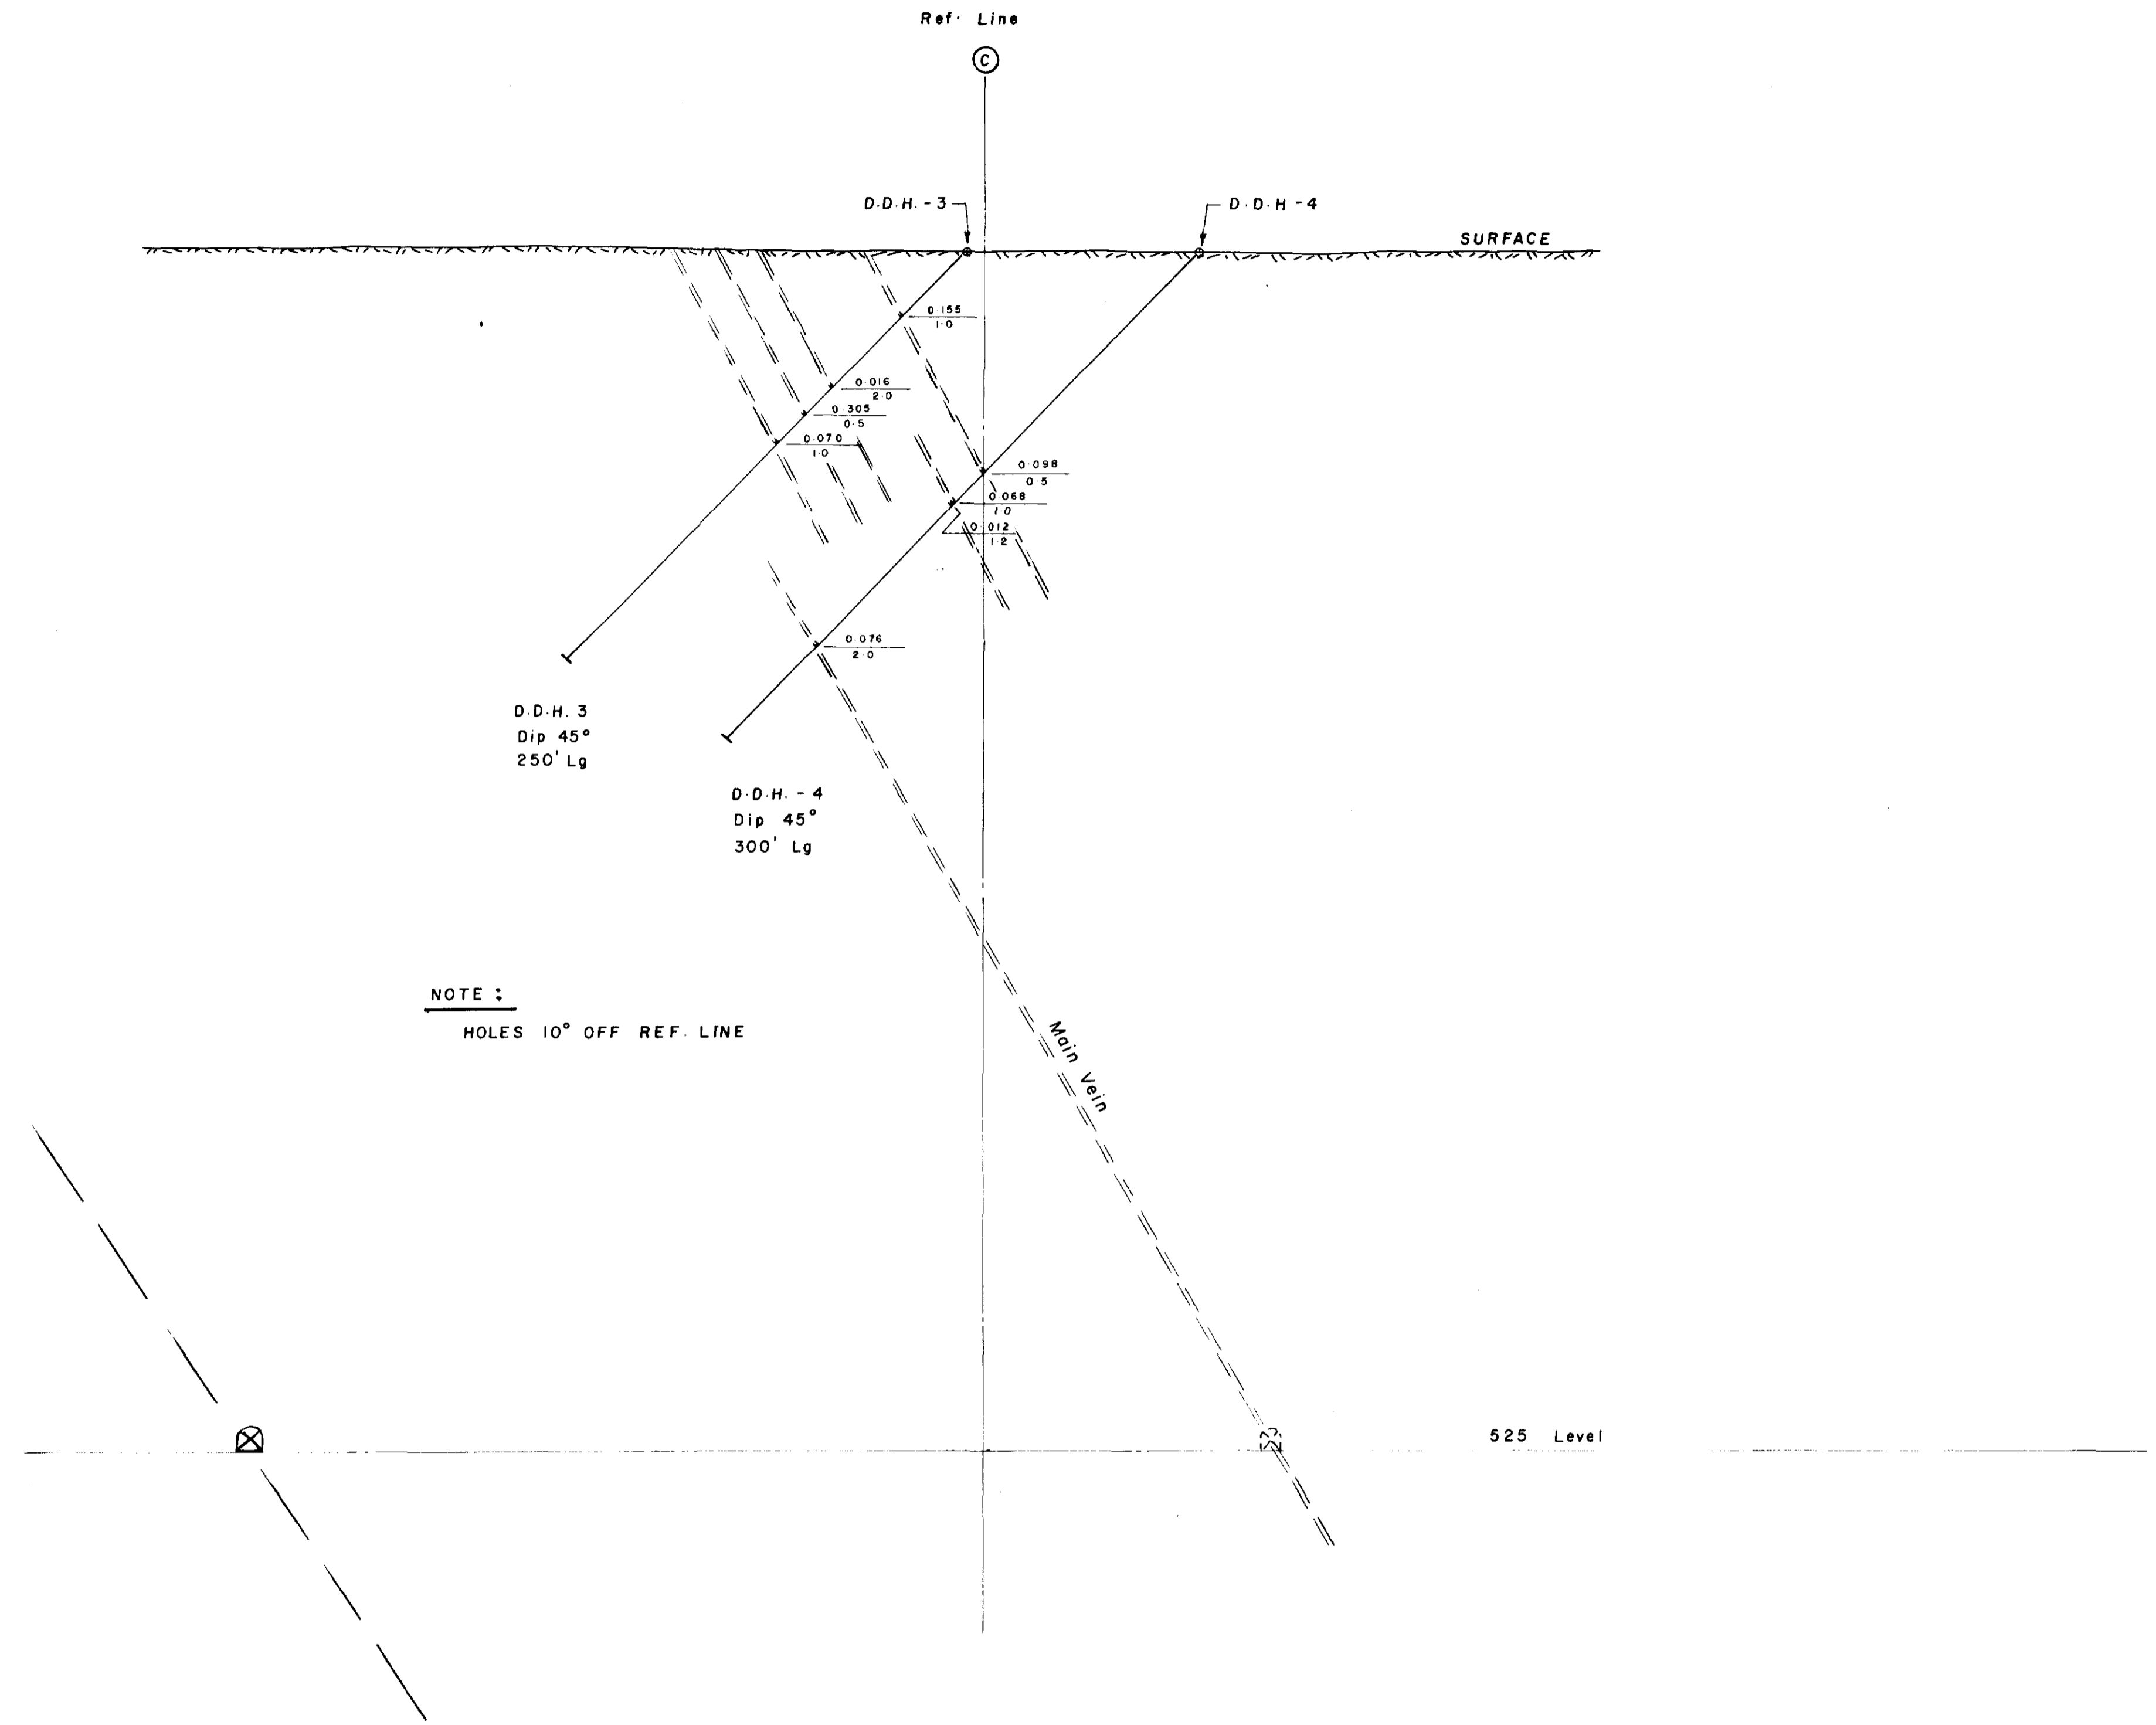 Ref. Line
C
D.D.H.-3
D.D.H-4
SURFACE
0.155
1.0
0.016
2.0
0.305
0.5
0.070
1.0
0.098
0.5
0.068
1.0
0.012
1.2
0.076
2.0
D.D.H. 3
Dip 45°
250' Lg
D.D.H. - 4
Dip 45°
300' Lg
NOTE :
HOLES 10° OFF REF. LINE
Main Vein
525 Level